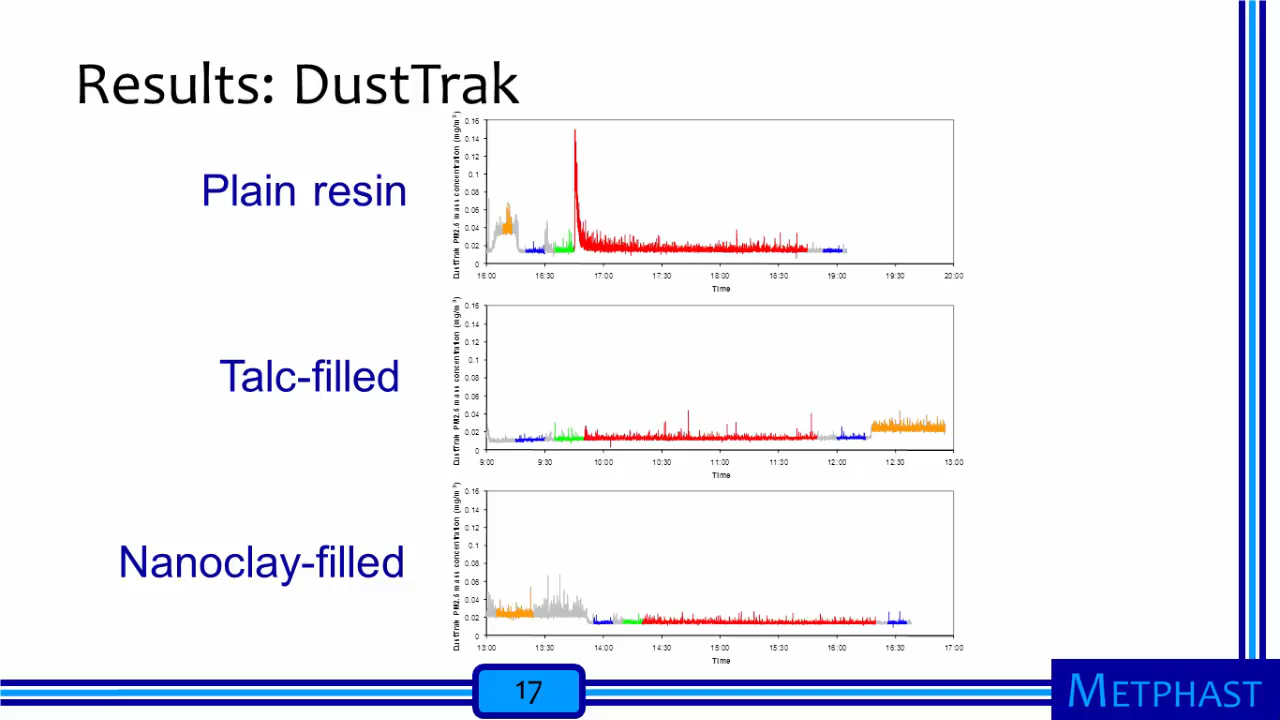 Results: DustTrak
Plain resin
DustTrak PM2.5 mass concentration (mg/m³)
0.16
0.14
0.12
0.1
0.08
0.06
0.04
0.02
0
16:00 16:30 17:00 17:30 18:00 18:30 19:00 19:30 20:00
Time
Talc-filled
DustTrak PM2.5 mass concentration (mg/m³)
0.16
0.14
0.12
0.1
0.08
0.06
0.04
0.02
0
9:00 9:30 10:00 10:30 11:00 11:30 12:00 12:30 13:00
Time
Nanoclay-filled
DustTrak PM2.5 mass concentration (mg/m³)
0.16
0.14
0.12
0.1
0.08
0.06
0.04
0.02
0
13:00 13:30 14:00 14:30 15:00 15:30 16:00 16:30 17:00
Time
17
METPHAST